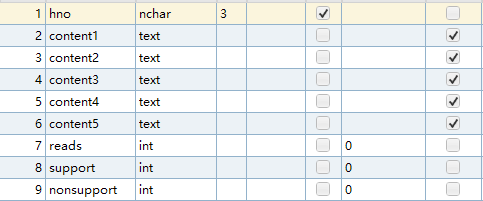 1 hno nchar 3
2 content1 text
3 content2 text
4 content3 text
5 content4 text
6 content5 text
7 reads int 0
8 support int 0
9 nonsupport int 0